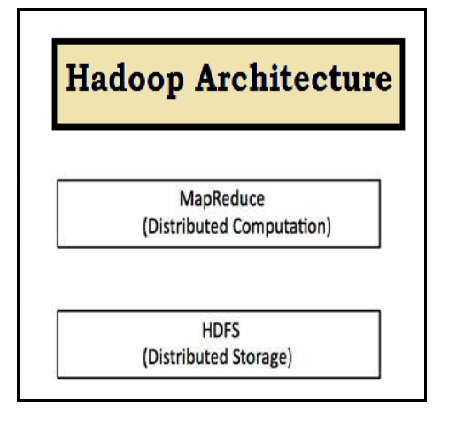 Hadoop Architecture
MapReduce
(Distributed Computation)
HDFS
(Distributed Storage)